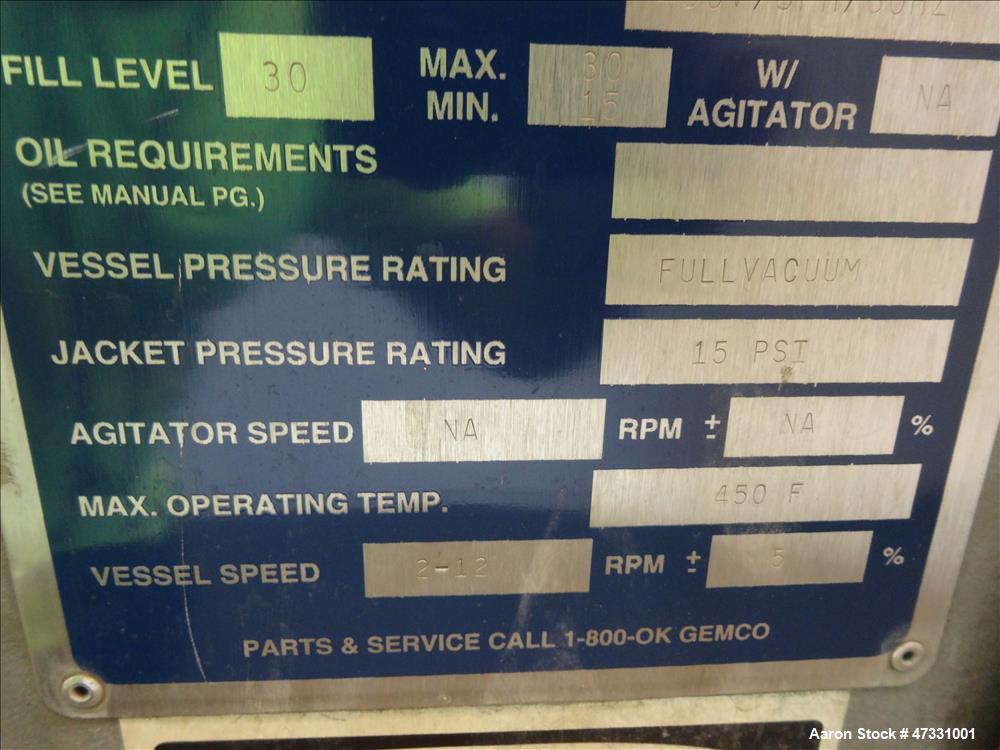 FILL LEVEL 30 MAX. 30 W/ NA
MIN. 15 AGITATOR
OIL REQUIREMENTS
(SEE MANUAL PG.)
VESSEL PRESSURE RATING FULLVACUUM
JACKET PRESSURE RATING 15 PSI
AGITATOR SPEED NA RPM ± NA %
MAX. OPERATING TEMP. 450 F
VESSEL SPEED 2-12 RPM ± 5 %
PARTS & SERVICE CALL 1-800-OK GEMCO
Aaron Stock # 47331001